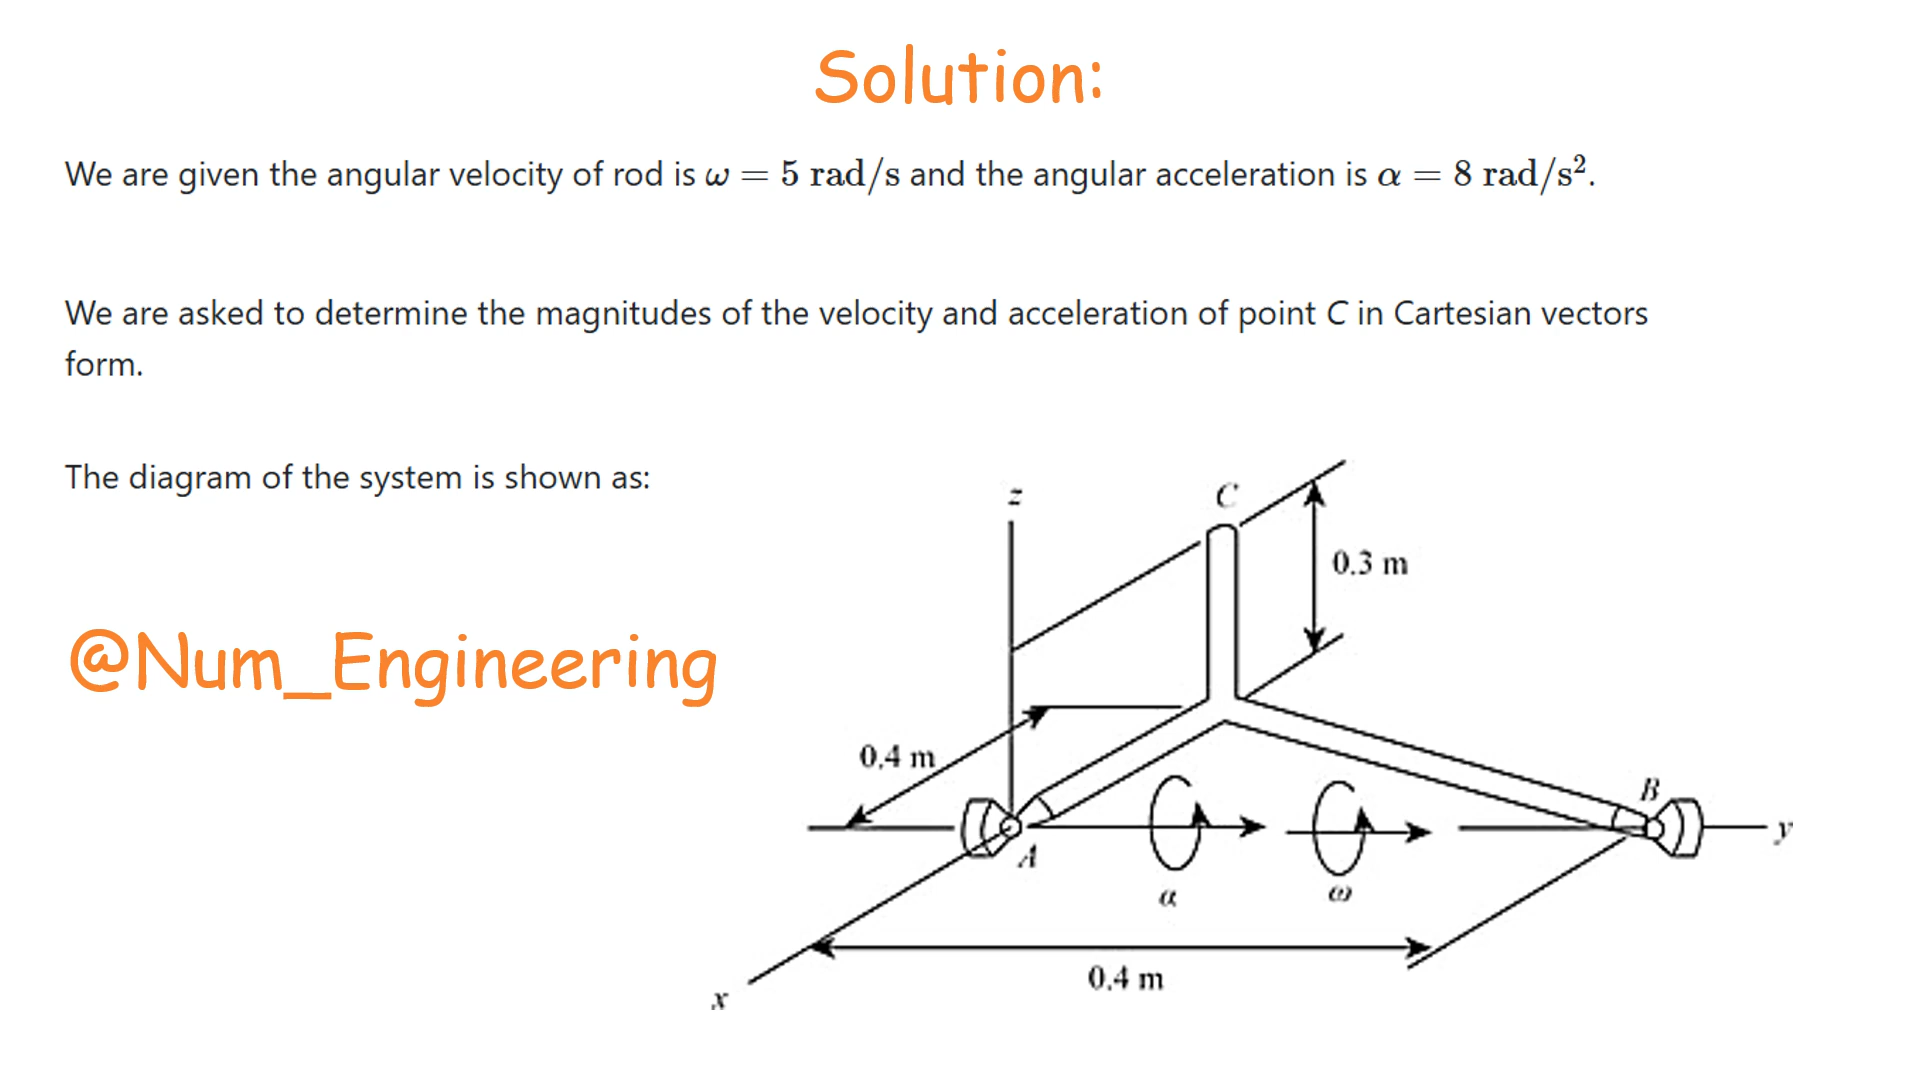 Solution:
We are given the angular velocity of rod is ω = 5 rad/s and the angular acceleration is α = 8 rad/s².
We are asked to determine the magnitudes of the velocity and acceleration of point C in Cartesian vectors
form.
The diagram of the system is shown as:
z
C
0.3 m
@Num_Engineering
0.4 m
B
A
y
α
ω
0.4 m
x